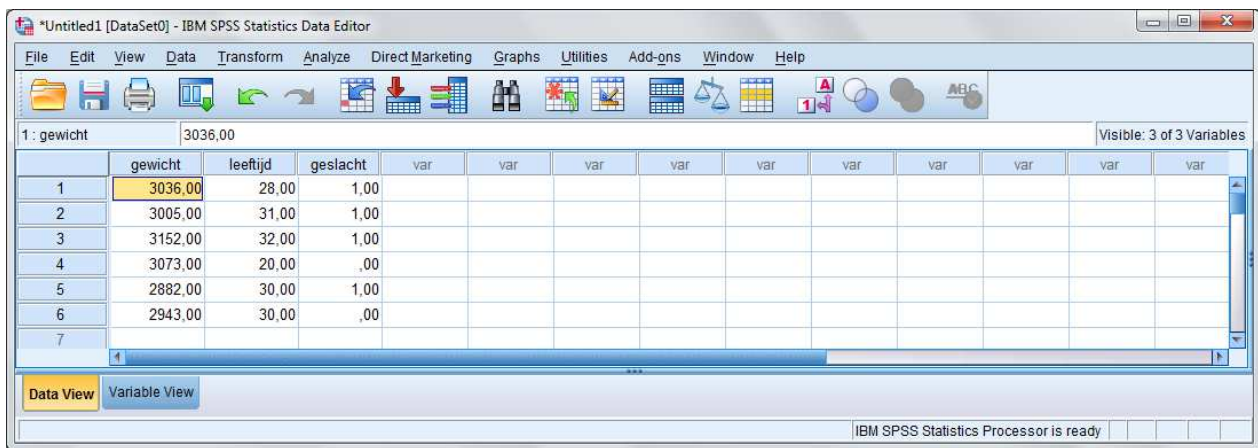 *Untitled1 [DataSet0] - IBM SPSS Statistics Data Editor
File Edit View Data Transform Analyze Direct Marketing Graphs Utilities Add-ons Window Help
A
1
ABC
1 : gewicht 3036,00 Visible: 3 of 3 Variables
gewicht leeftijd geslacht var var var var var var var var var var
1 3036,00 28,00 1,00
2 3005,00 31,00 1,00
3 3152,00 32,00 1,00
4 3073,00 20,00 ,00
5 2882,00 30,00 1,00
6 2943,00 30,00 ,00
7
Data View Variable View
IBM SPSS Statistics Processor is ready